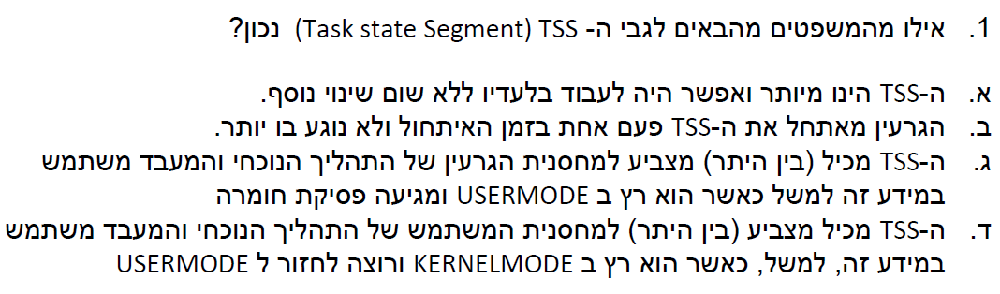 1. אילו מהמשפטים מהבאים לגבי ה- TSS (Task state Segment) נכון?
א. ה-TSS הינו מיותר ואפשר היה לעבוד בלעדיו ללא שום שינוי נוסף.
ב. הגרעין מאתחל את ה-TSS פעם אחת בזמן האיתחול ולא נוגע בו יותר.
ג. ה-TSS מכיל (בין היתר) מצביע למחסנית הגרעין של התהליך הנוכחי והמעבד משתמש
במידע זה למשל כאשר הוא רץ ב USERMODE ומגיעה פסיקת חומרה
ד. ה-TSS מכיל מצביע (בין היתר) למחסנית המשתמש של התהליך הנוכחי והמעבד משתמש
במידע זה, למשל, כאשר הוא רץ ב KERNELMODE ורוצה לחזור ל USERMODE